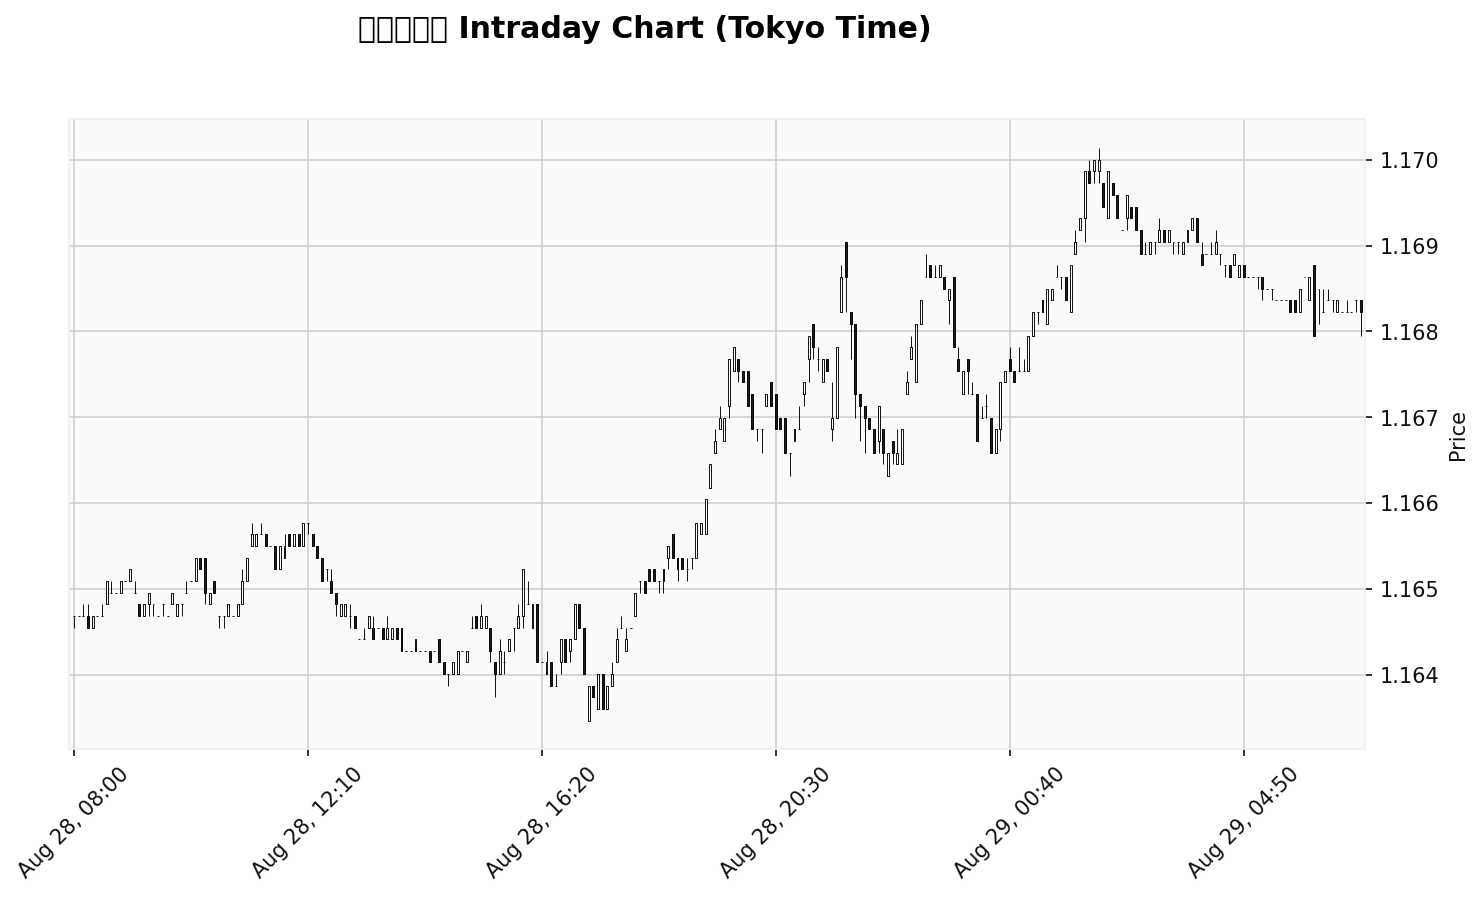 Intraday Chart (Tokyo Time)
1.170
1.169
1.168
1.167
1.166
1.165
1.164
Price
Aug 28, 08:00
Aug 28, 12:10
Aug 28, 16:20
Aug 28, 20:30
Aug 29, 00:40
Aug 29, 04:50